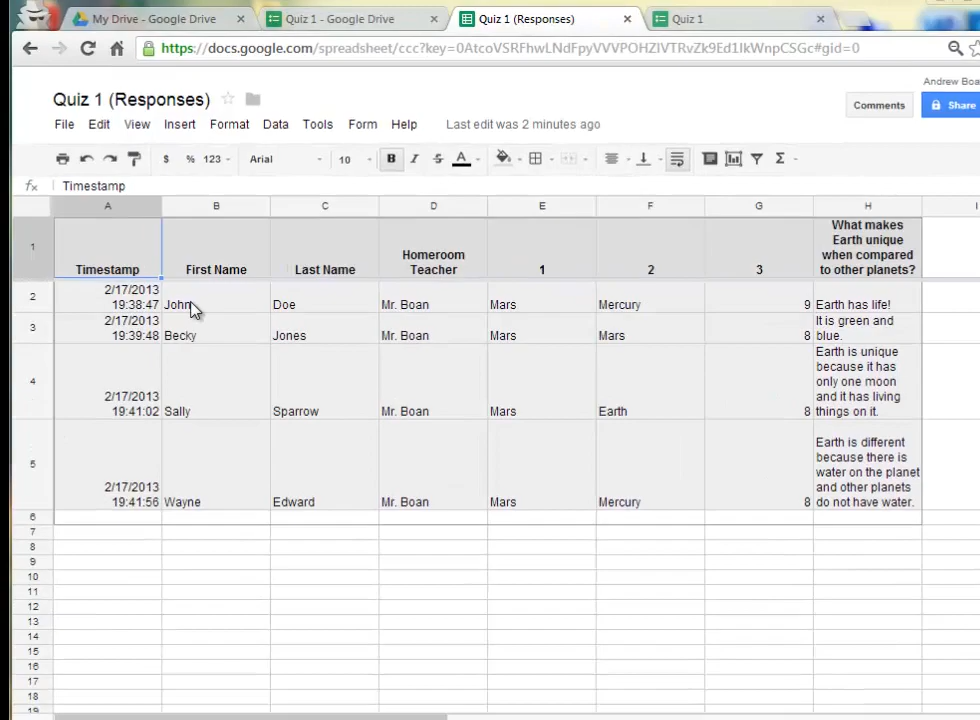 My Drive - Google Drive
Quiz 1 - Google Drive
Quiz 1 (Responses)
Quiz 1
https://docs.google.com/spreadsheet/
Quiz 1 (Responses)
Andrew Boa
Comments
Share
File Edit View Insert Format Data Tools Form Help Last edit was 2 minutes ago
$ % 123 Arial 10 B I S A Σ
fx Timestamp
A B C D E F G H I
1 Timestamp First Name Last Name Homeroom Teacher 1 2 3 What makes Earth unique when compared to other planets?
2 2/17/2013 19:38:47 John Doe Mr. Boan Mars Mercury 9 Earth has life!
3 2/17/2013 19:39:48 Becky Jones Mr. Boan Mars Mars 8 It is green and blue.
4 2/17/2013 19:41:02 Sally Sparrow Mr. Boan Mars Earth 8 Earth is unique because it has only one moon and it has living things on it.
5 2/17/2013 19:41:56 Wayne Edward Mr. Boan Mars Mercury 8 Earth is different because there is water on the planet and other planets do not have water.
6
7
8
9
10
11
12
13
14
15
16
17
18
19